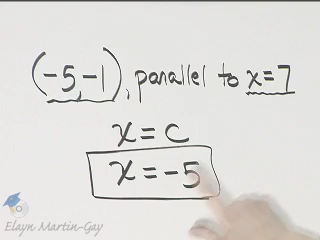 (-5,-1), parallel to x=7
x=c
x=-5
Elayn Martin-Gay